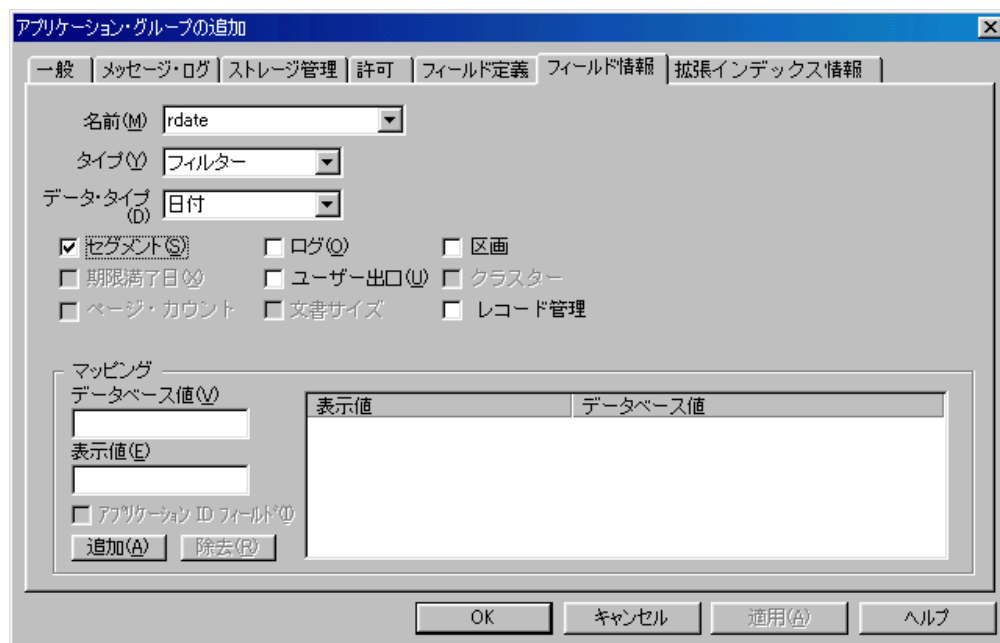 アプリケーション・グループの追加
一般 メッセージ・ログ ストレージ管理 許可 フィールド定義 フィールド情報 拡張インデックス情報
名前(M) rdate
タイプ(Y) フィルター
データ・タイプ(D) 日付
セグメント(S) ログ(O) 区画
期限満了日(X) ユーザー出口(U) クラスター
ページ・カウント 文書サイズ レコード管理
マッピング
データベース値(V)
表示値 データベース値
表示値(E)
アプリケーション ID フィールド(I)
追加(A) 除去(R)
OK キャンセル 適用(A) ヘルプ